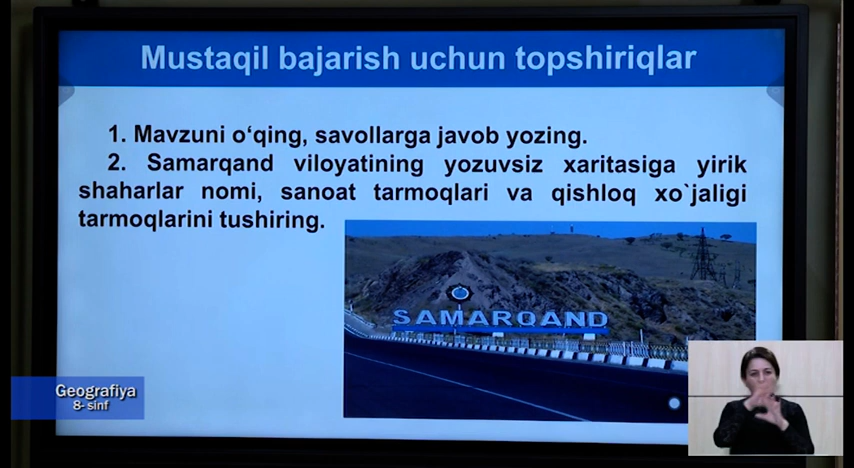 Mustaqil bajarish uchun topshiriqlar
1. Mavzuni o‘qing, savollarga javob yozing.
2. Samarqand viloyatining yozuvsiz xaritasiga yirik
shaharlar nomi, sanoat tarmoqlari va qishloq xo`jaligi
tarmoqlarini tushiring.
SAMARQAND
Geografiya
8- sinf